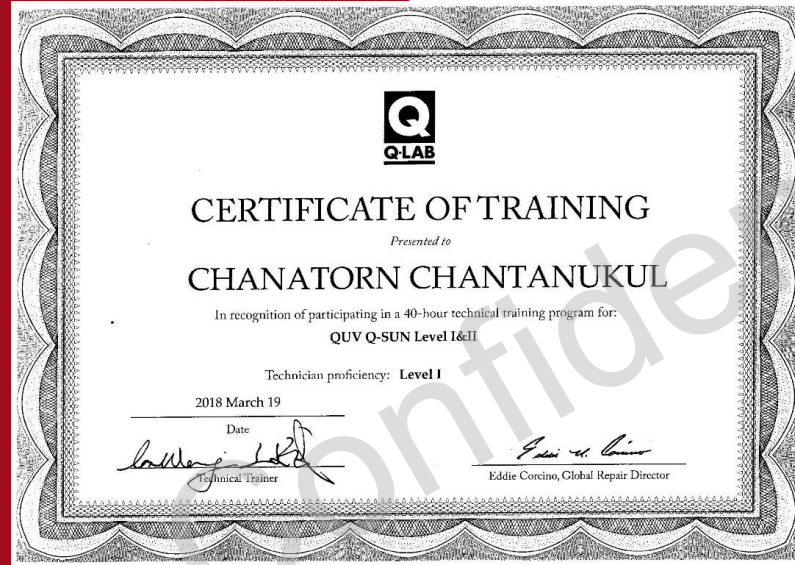 Q
Q-LAB
CERTIFICATE OF TRAINING
Presented to
CHANATORN CHANTANUKUL
In recognition of participating in a 40-hour technical training program for:
QUV Q-SUN Level I&II
Technician proficiency: Level I
2018 March 19
Date
Technical Trainer
Eddie Corcino, Global Repair Director
Confiden